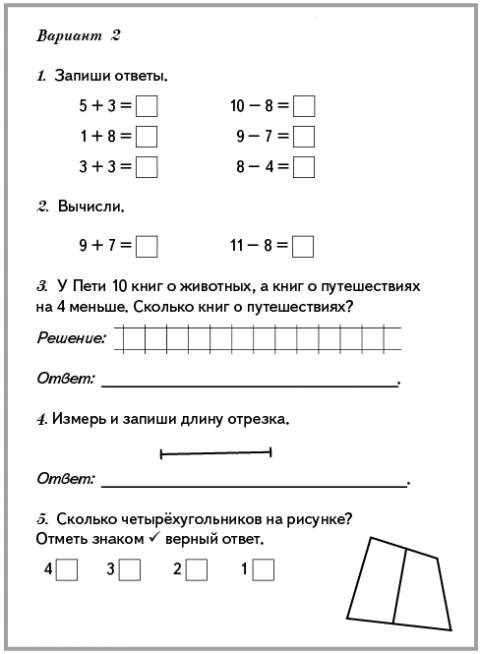 Вариант 2
1. Запиши ответы.
5 + 3 = 10 − 8 =
1 + 8 = 9 − 7 =
3 + 3 = 8 − 4 =
2. Вычисли.
9 + 7 = 11 − 8 =
3. У Пети 10 книг о животных, а книг о путешествиях
на 4 меньше. Сколько книг о путешествиях?
Решение:
Ответ: .
4. Измерь и запиши длину отрезка.
Ответ: .
5. Сколько четырёхугольников на рисунке?
Отметь знаком ✓ верный ответ.
4 3 2 1